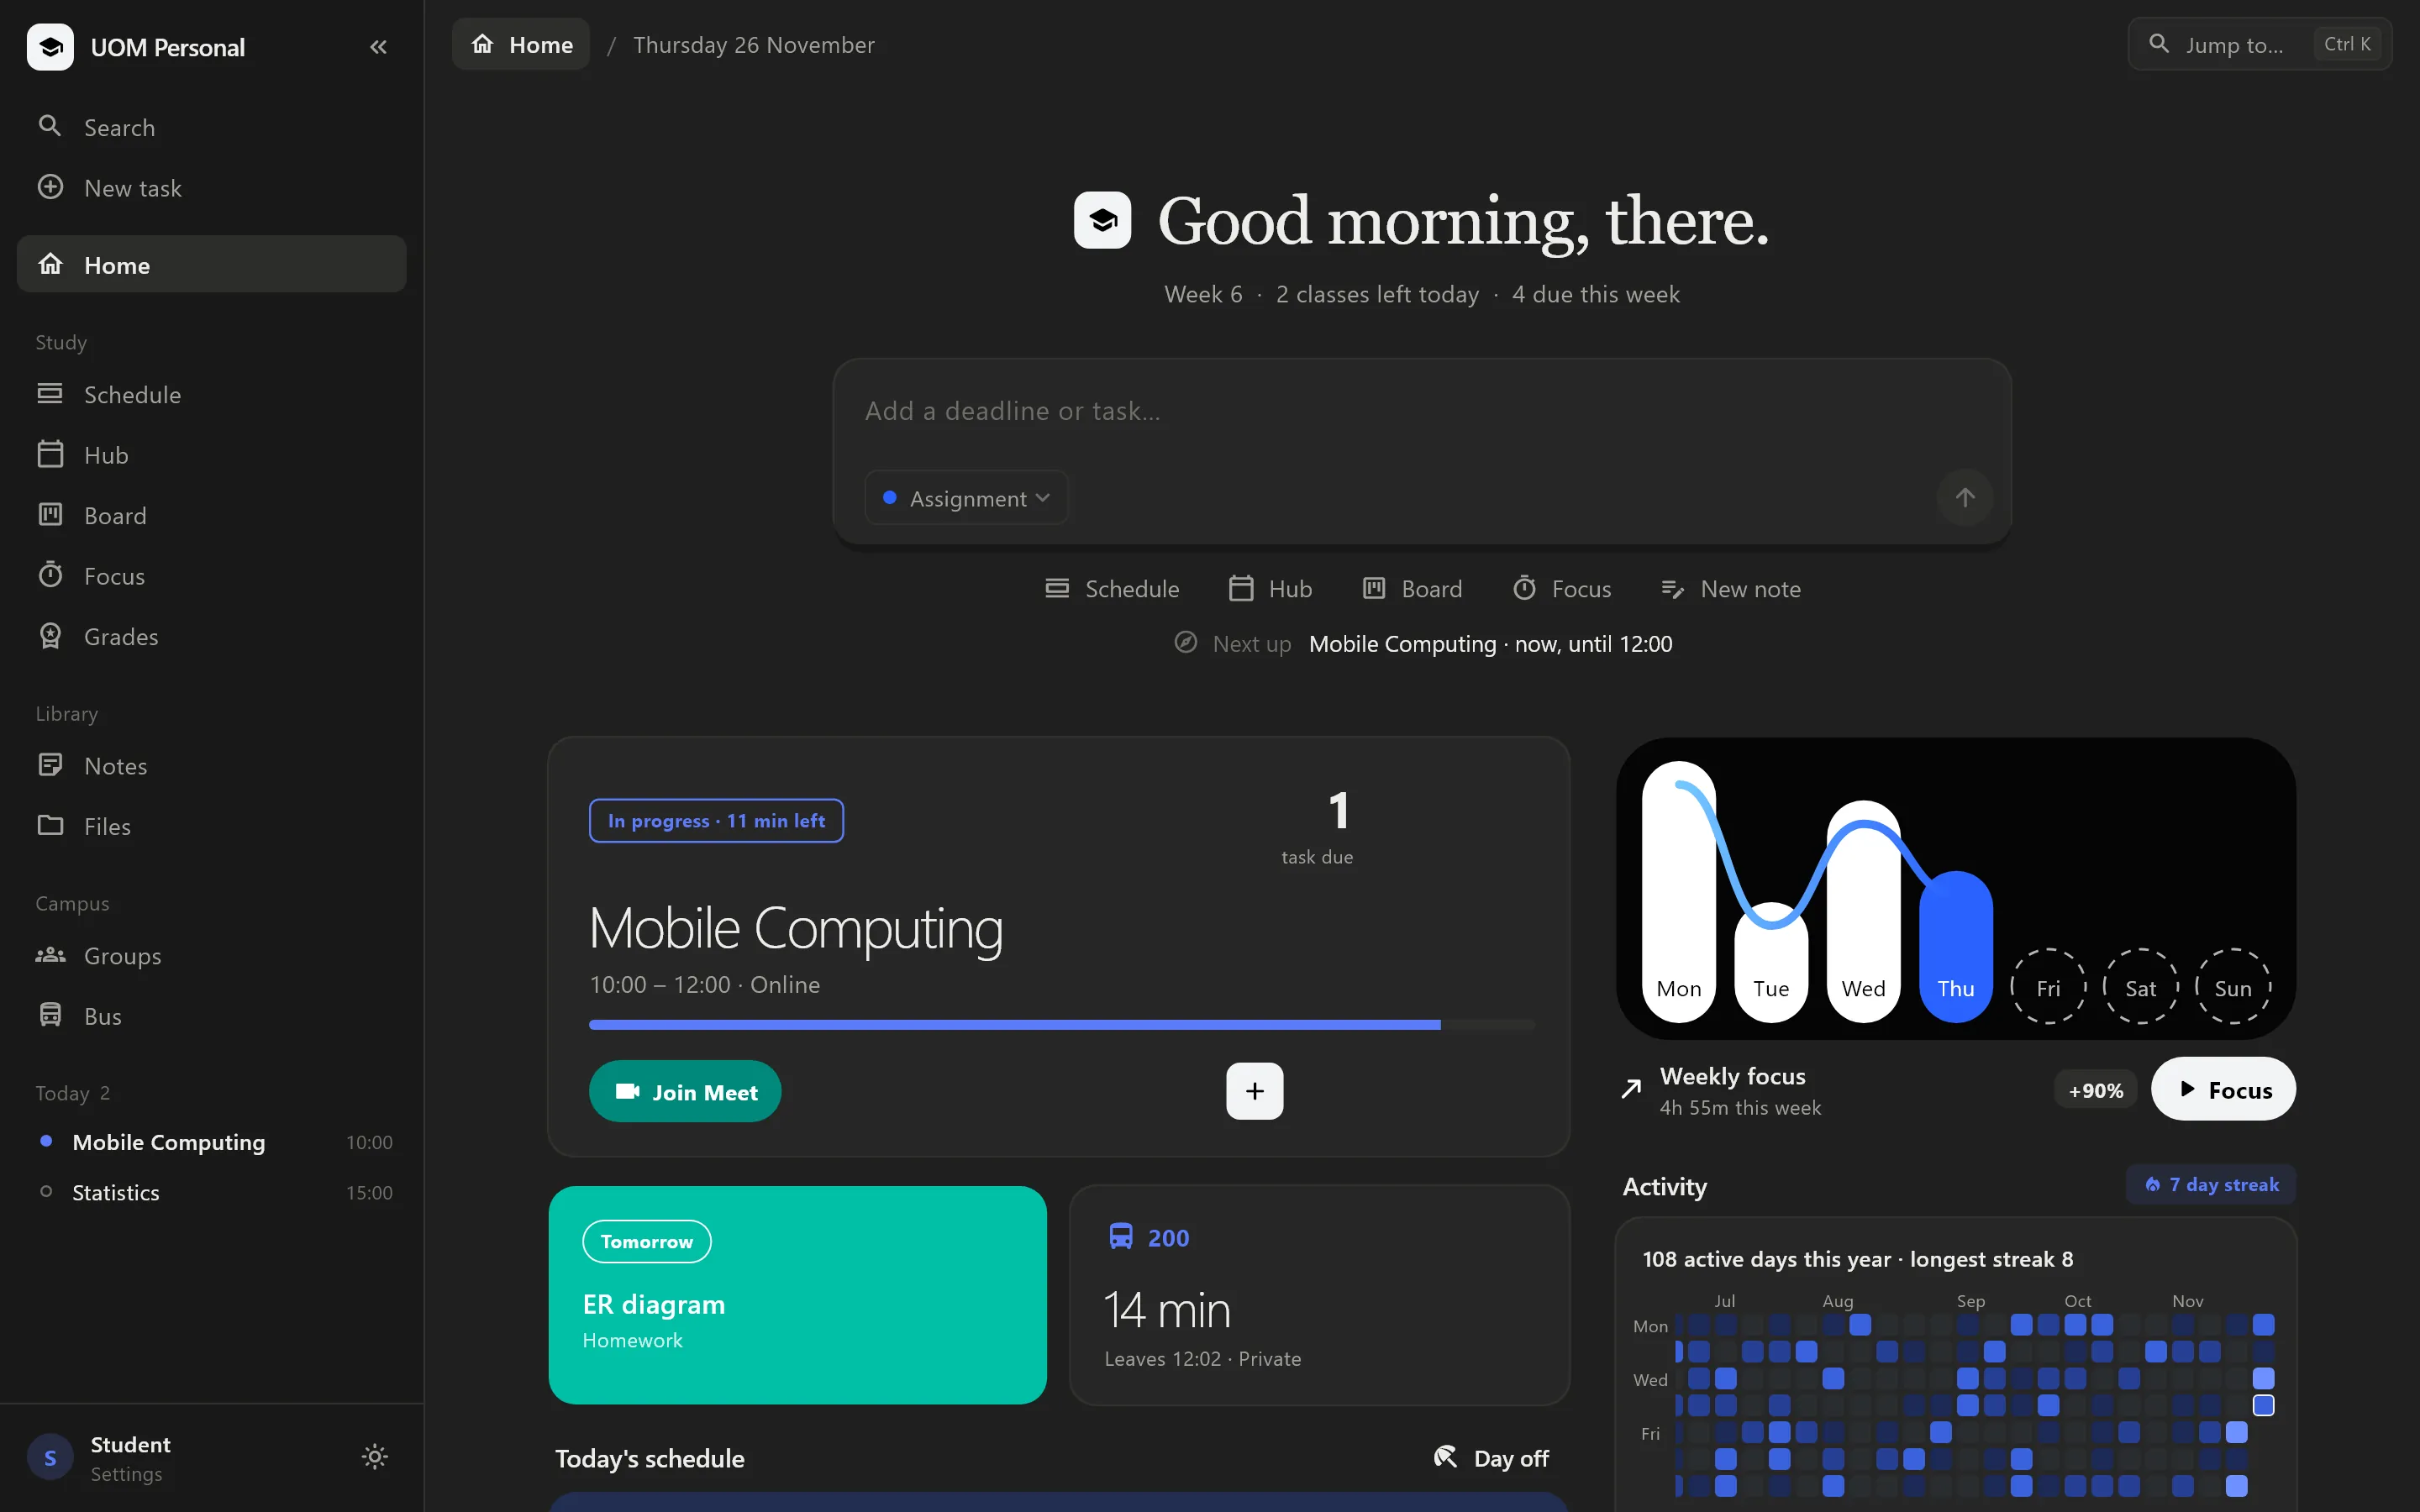 UOM Personal
Search
New task
Home
Study
Schedule
Hub
Board
Focus
Grades
Library
Notes
Files
Campus
Groups
Bus
Today 2
Mobile Computing 10:00
Statistics 15:00
S
Student
Settings
Home / Thursday 26 November
Jump to... Ctrl K
Good morning, there.
Week 6 · 2 classes left today · 4 due this week
Add a deadline or task...
Assignment
Schedule Hub Board Focus New note
Next up Mobile Computing · now, until 12:00
In progress · 11 min left
1
task due
Mobile Computing
10:00 – 12:00 · Online
Join Meet
+
Tomorrow
ER diagram
Homework
200
14 min
Leaves 12:02 · Private
Today's schedule
Day off
Mon Tue Wed Thu Fri Sat Sun
Weekly focus
4h 55m this week
+90%
Focus
Activity
7 day streak
108 active days this year · longest streak 8
Jul Aug Sep Oct Nov
Mon
Wed
Fri